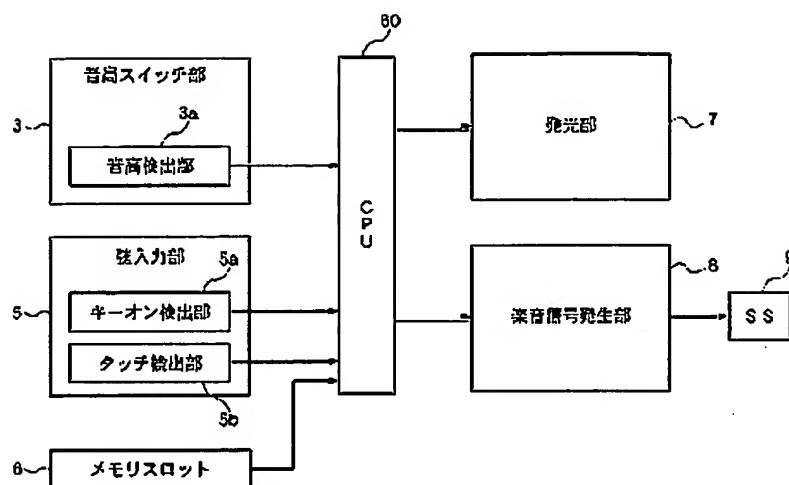 60
音高スイッチ部
3
3a
音高検出部
CPU
発光部
7
弦入力部
5
5a
キーオン検出部
タッチ検出部
5b
楽音信号発生部
8
9
SS
6
メモリスロット